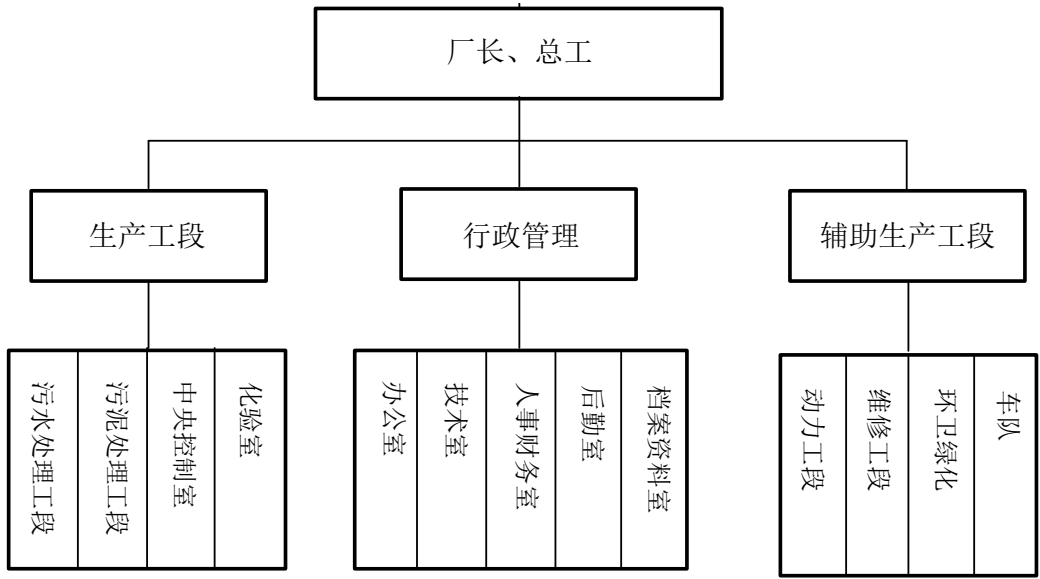 厂长、总工
生产工段
行政管理
辅助生产工段
污水处理工段
污泥处理工段
中央控制室
化验室
办公室
技术室
人事财务室
后勤室
档案资料室
动力工段
维修工段
环卫绿化
车队